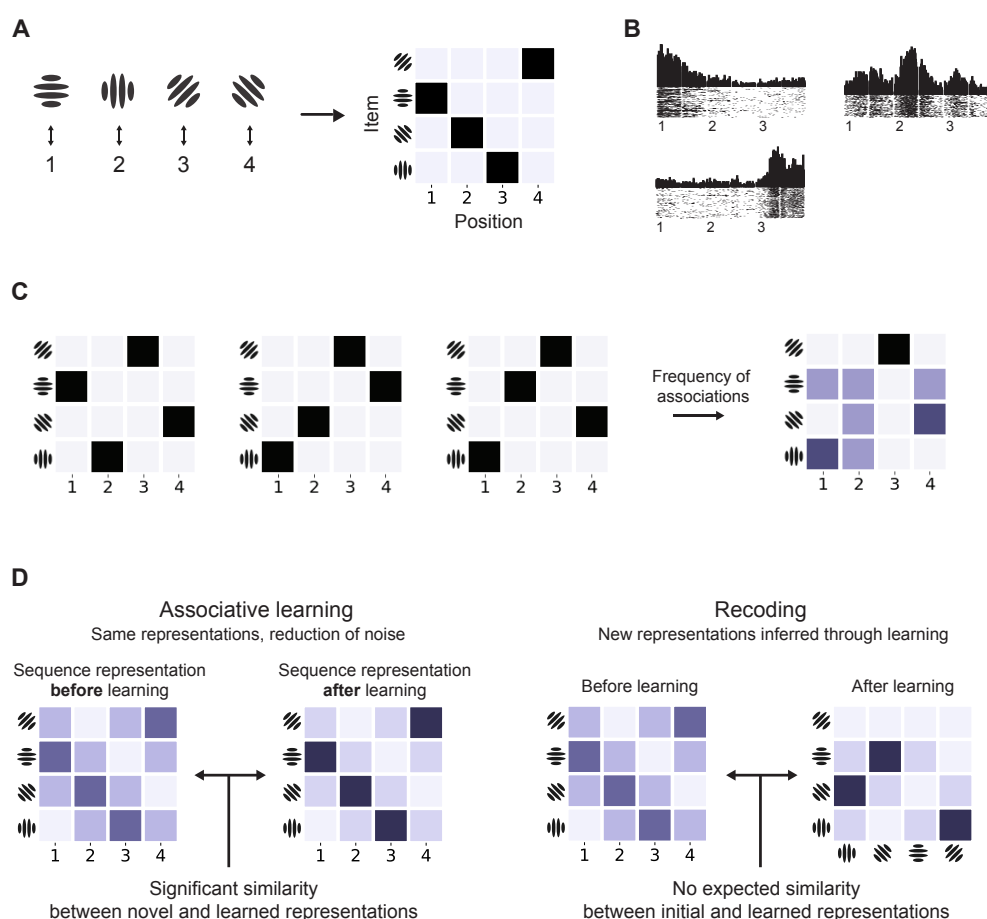 A
B
1 2 3 4
Item
1 2 3 4
Position
1 2 3
1 2 3
1 2 3
C
1 2 3 4
1 2 3 4
1 2 3 4
Frequency of
associations
1 2 3 4
D
Associative learning
Same representations, reduction of noise
Sequence representation
before learning
Sequence representation
after learning
1 2 3 4
1 2 3 4
Significant similarity
between novel and learned representations
Recoding
New representations inferred through learning
Before learning
After learning
1 2 3 4
No expected similarity
between initial and learned representations